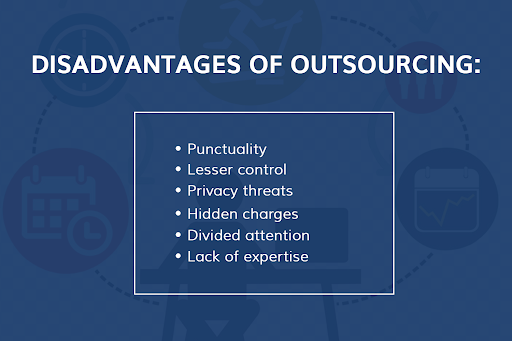 DISADVANTAGES OF OUTSOURCING:
• Punctuality
• Lesser control
• Privacy threats
• Hidden charges
• Divided attention
• Lack of expertise